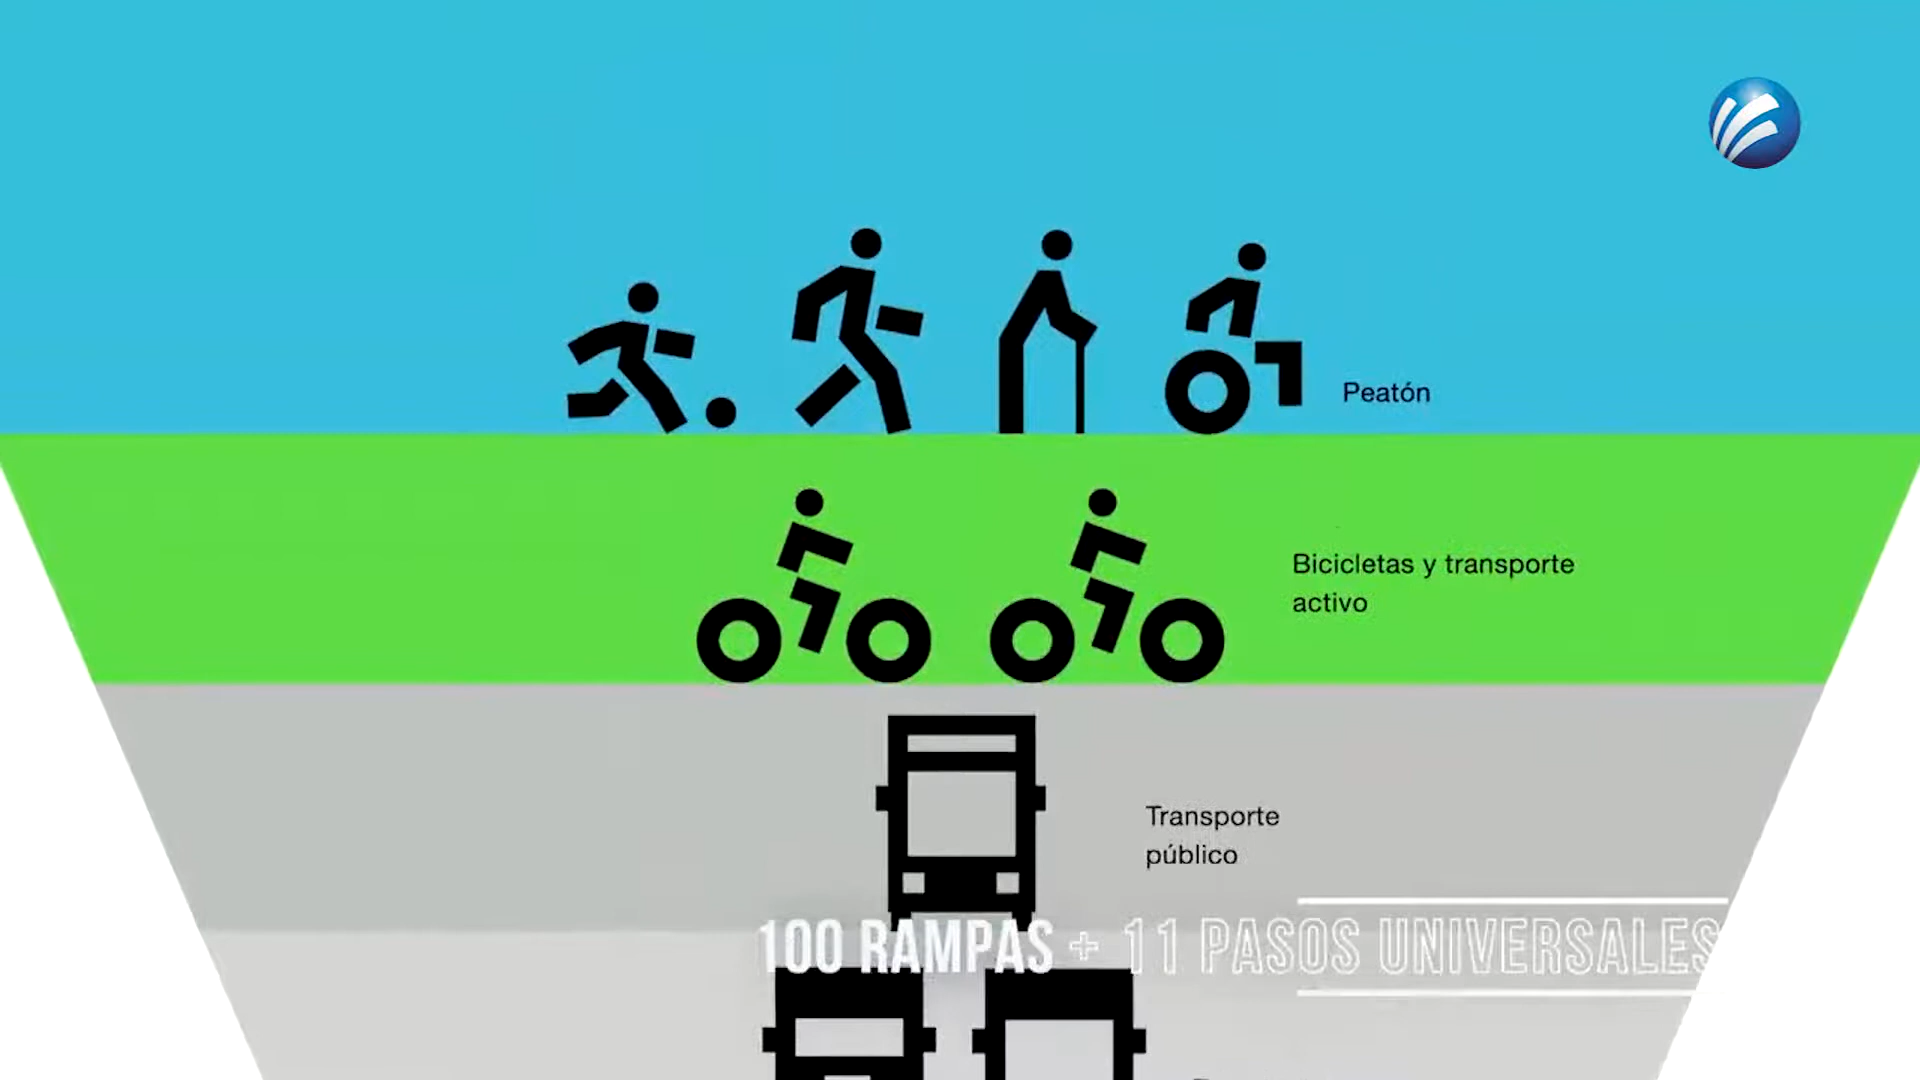 Peatón
Bicicletas y transporte
activo
Transporte
público
100 RAMPAS + 11 PASOS UNIVERSALES